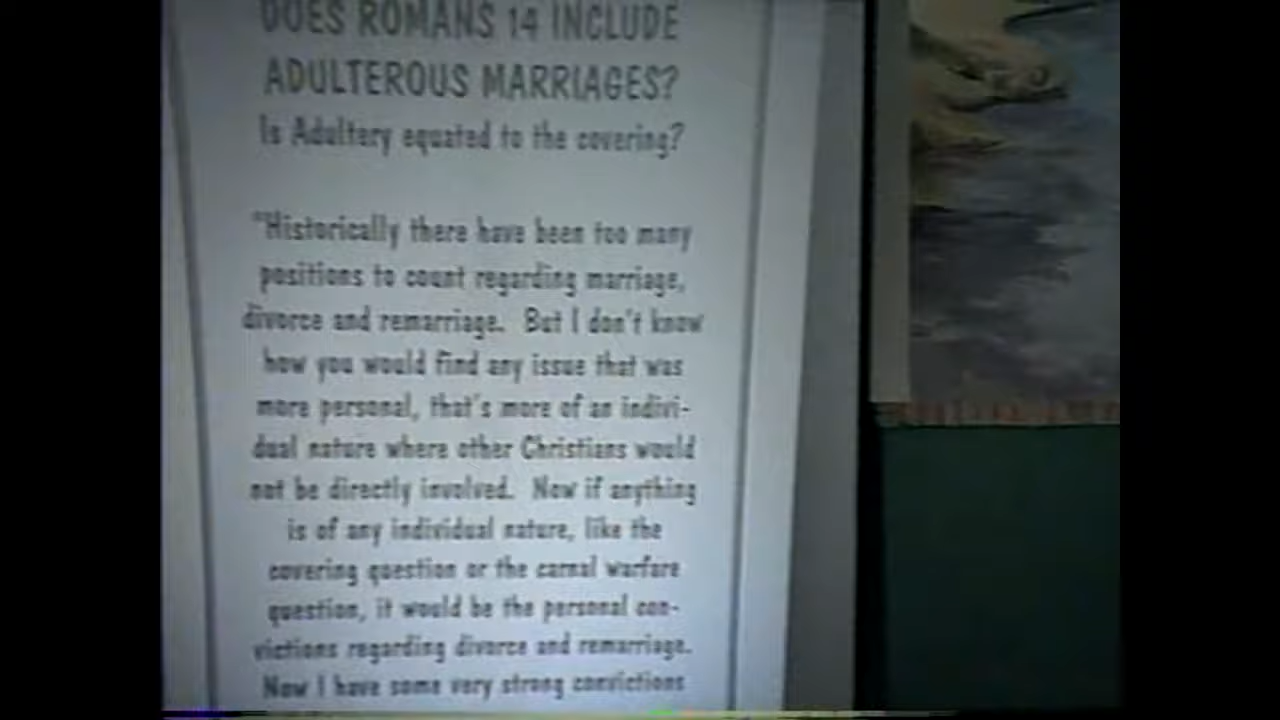 DOES ROMANS 14 INCLUDE
ADULTEROUS MARRIAGES?
Is Adultery equated to the covering?
"Historically there have been too many
positions to count regarding marriage,
divorce and remarriage. But I don't know
how you would find any issue that was
more personal, that's more of an indivi-
dual nature where other Christians would
not be directly involved. Now if anything
is of any individual nature, like the
covering question or the carnal warfare
question, it would be the personal con-
victions regarding divorce and remarriage.
Now I have some very strong convictions